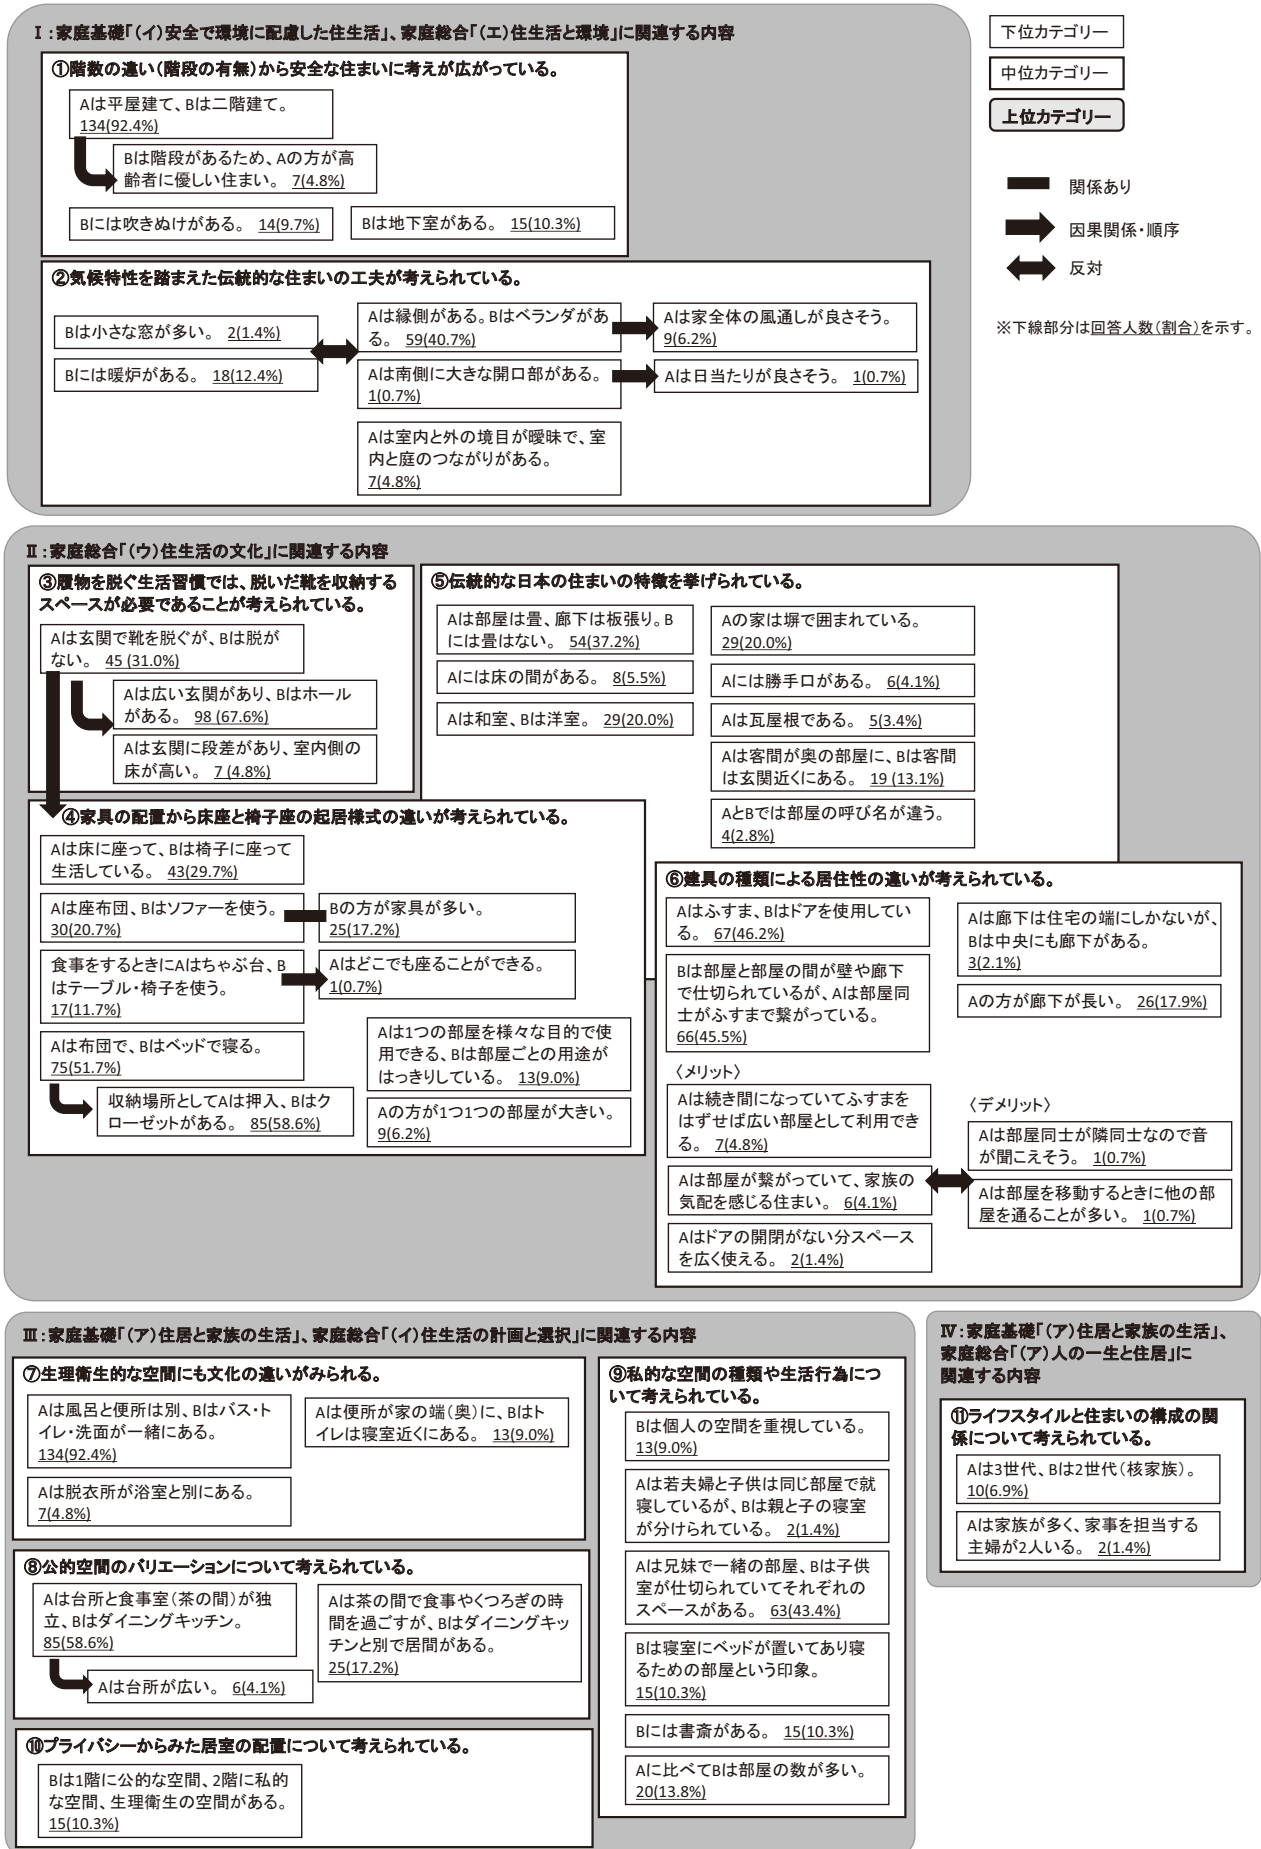 Ⅰ：家庭基礎「（イ）安全で環境に配慮した住生活」、家庭総合「（エ）住生活と環境」に関連する内容
①階数の違い（階段の有無）から安全な住まいに考えが広がっている。
Aは平屋建て、Bは二階建て。
134(92.4%)
Bは階段があるため、Aの方が高
齢者に優しい住まい。 7(4.8%)
Bには吹きぬけがある。 14(9.7%)
Bは地下室がある。 15(10.3%)
②気候特性を踏まえた伝統的な住まいの工夫が考えられている。
Bは小さな窓が多い。 2(1.4%)
Bには暖炉がある。 18(12.4%)
Aは縁側がある。Bはベランダがあ
る。 59(40.7%)
Aは南側に大きな開口部がある。
1(0.7%)
Aは室内と外の境目が曖昧で、室
内と庭のつながりがある。
7(4.8%)
Aは家全体の風通しが良さそう。
9(6.2%)
Aは日当たりが良さそう。 1(0.7%)
下位カテゴリー
中位カテゴリー
上位カテゴリー
関係あり
因果関係・順序
反対
※下線部分は回答人数（割合）を示す。
Ⅱ：家庭総合「（ウ）住生活の文化」に関連する内容
③履物を脱ぐ生活習慣では、脱いだ靴を収納する
スペースが必要であることが考えられている。
Aは玄関で靴を脱ぐが、Bは脱が
ない。 45 (31.0%)
Aは広い玄関があり、Bはホール
がある。 98 (67.6%)
Aは玄関に段差があり、室内側の
床が高い。 7 (4.8%)
⑤伝統的な日本の住まいの特徴を挙げられている。
Aは部屋は畳、廊下は板張り。B
には畳はない。 54(37.2%)
Aには床の間がある。 8(5.5%)
Aは和室、Bは洋室。 29(20.0%)
Aの家は塀で囲まれている。
29(20.0%)
Aには勝手口がある。 6(4.1%)
Aは瓦屋根である。 5(3.4%)
Aは客間が奥の部屋に、Bは客間
は玄関近くにある。 19 (13.1%)
AとBでは部屋の呼び名が違う。
4(2.8%)
④家具の配置から床座と椅子座の起居様式の違いが考えられている。
Aは床に座って、Bは椅子に座って
生活している。 43(29.7%)
Aは座布団、Bはソファーを使う。
30(20.7%)
Bの方が家具が多い。
25(17.2%)
食事をするときにAはちゃぶ台、B
はテーブル・椅子を使う。
17(11.7%)
Aはどこでも座ることができる。
1(0.7%)
Aは布団で、Bはベッドで寝る。
75(51.7%)
収納場所としてAは押入、Bはク
ローゼットがある。 85(58.6%)
Aは1つの部屋を様々な目的で使
用できる、Bは部屋ごとの用途が
はっきりしている。 13(9.0%)
Aの方が1つ1つの部屋が大きい。
9(6.2%)
⑥建具の種類による居住性の違いが考えられている。
Aはふすま、Bはドアを使用してい
る。 67(46.2%)
Bは部屋と部屋の間が壁や廊下
で仕切られているが、Aは部屋同
士がふすまで繋がっている。
66(45.5%)
Aは廊下は住宅の端にしかないが、
Bは中央にも廊下がある。
3(2.1%)
Aの方が廊下が長い。 26(17.9%)
〈メリット〉
Aは続き間になっていてふすまを
はずせば広い部屋として利用でき
る。 7(4.8%)
Aは部屋が繋がっていて、家族の
気配を感じる住まい。 6(4.1%)
Aはドアの開閉がない分スペース
を広く使える。 2(1.4%)
〈デメリット〉
Aは部屋同士が隣同士なので音
が聞こえそう。 1(0.7%)
Aは部屋を移動するときに他の部
屋を通ることが多い。 1(0.7%)
Ⅲ：家庭基礎「（ア）住居と家族の生活」、家庭総合「（イ）住生活の計画と選択」に関連する内容
⑦生理衛生的な空間にも文化の違いがみられる。
Aは風呂と便所は別、Bはバス・ト
イレ・洗面が一緒にある。
134(92.4%)
Aは便所が家の端（奥）に、Bはト
イレは寝室近くにある。 13(9.0%)
Aは脱衣所が浴室と別にある。
7(4.8%)
⑧公的空間のバリエーションについて考えられている。
Aは台所と食事室（茶の間）が独
立、Bはダイニングキッチン。
85(58.6%)
Aは台所が広い。 6(4.1%)
Aは茶の間で食事やくつろぎの時
間を過ごすが、Bはダイニングキッ
チンと別で居間がある。
25(17.2%)
⑩プライバシーからみた居室の配置について考えられている。
Bは1階に公的な空間、2階に私的
な空間、生理衛生の空間がある。
15(10.3%)
⑨私的な空間の種類や生活行為につ
いて考えられている。
Bは個人の空間を重視している。
13(9.0%)
Aは若夫婦と子供は同じ部屋で就
寝しているが、Bは親と子の寝室
が分けられている。 2(1.4%)
Aは兄妹で一緒の部屋、Bは子供
室が仕切られていてそれぞれの
スペースがある。 63(43.4%)
Bは寝室にベッドが置いてあり寝
るための部屋という印象。
15(10.3%)
Bには書斎がある。 15(10.3%)
Aに比べてBは部屋の数が多い。
20(13.8%)
Ⅳ：家庭基礎「（ア）住居と家族の生活」、
家庭総合「（ア）人の一生と住居」に
関連する内容
⑪ライフスタイルと住まいの構成の関
係について考えられている。
Aは3世代、Bは2世代（核家族）。
10(6.9%)
Aは家族が多く、家事を担当する
主婦が2人いる。 2(1.4%)